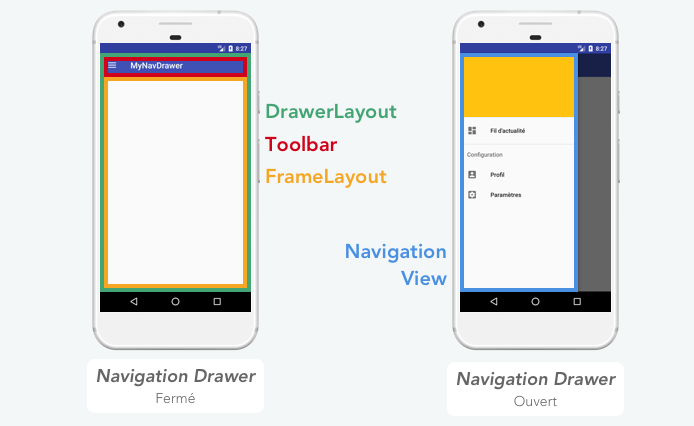 8:27
MyNavDrawer
DrawerLayout
Toolbar
FrameLayout
Navigation Drawer
Fermé
8:27
Fil d'actualité
Configuration
Profil
Paramètres
Navigation
View
Navigation Drawer
Ouvert